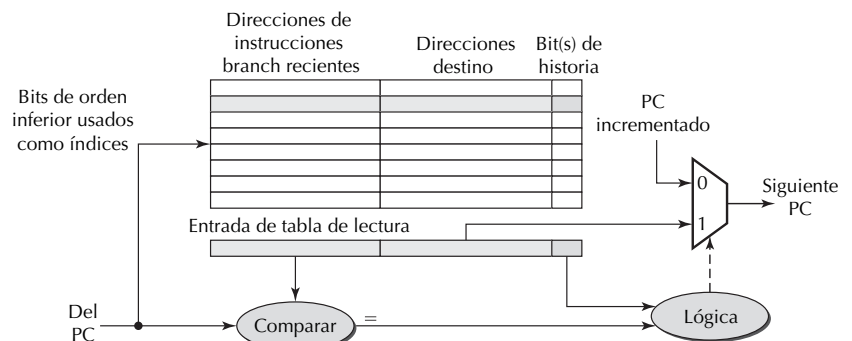 Direcciones de
instrucciones
branch recientes
Direcciones
destino
Bit(s) de
historia
Bits de orden
inferior usados
como índices
PC
incrementado
0
Siguiente
PC
1
Entrada de tabla de lectura
Del
PC
Comparar
=
Lógica